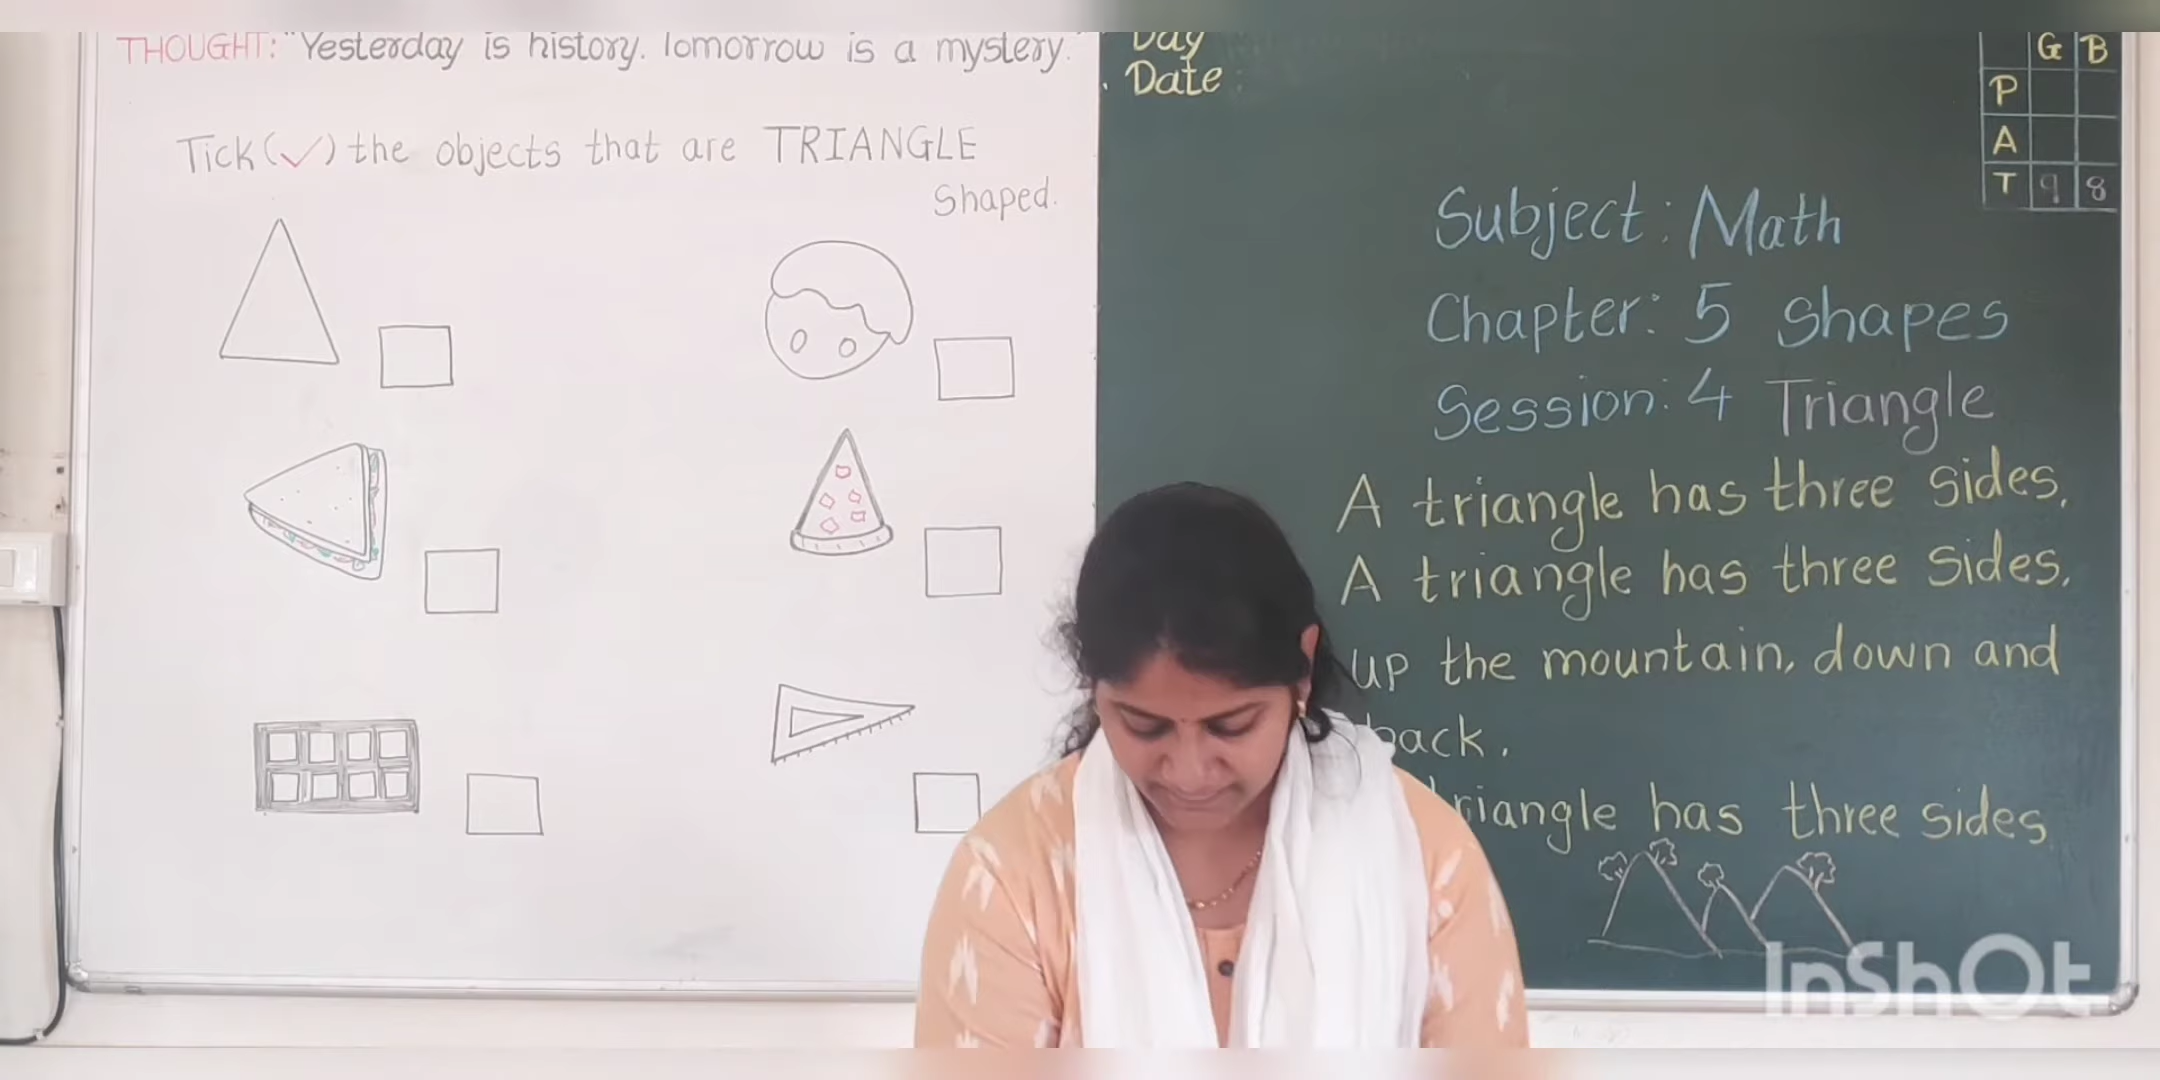 THOUGHT: "Yesterday is history. Tomorrow is a mystery."
Tick (✓) the objects that are TRIANGLE
Shaped.
Day
Date :
G B
P
A
T 9 8
Subject : Math
Chapter : 5 Shapes
Session : 4 Triangle
A triangle has three sides,
A triangle has three sides,
up the mountain, down and
back.
triangle has three sides
InShOt